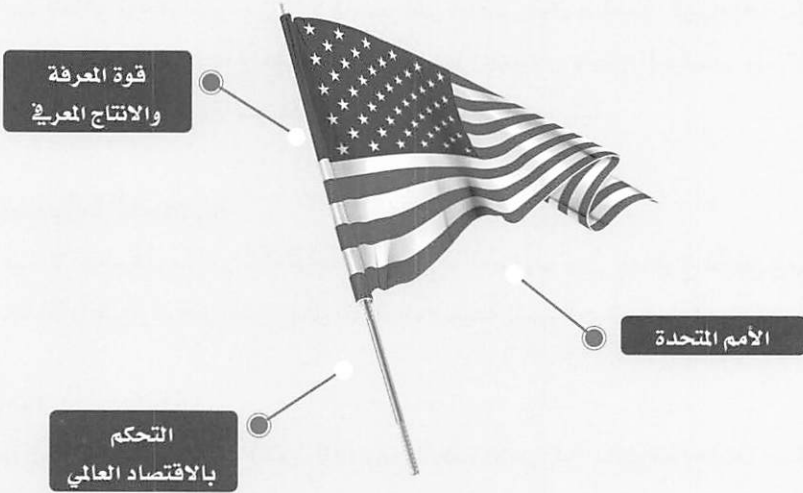 قوة المعرفة
والانتاج المعرفي
الأمم المتحدة
التحكم
بالاقتصاد العالمي